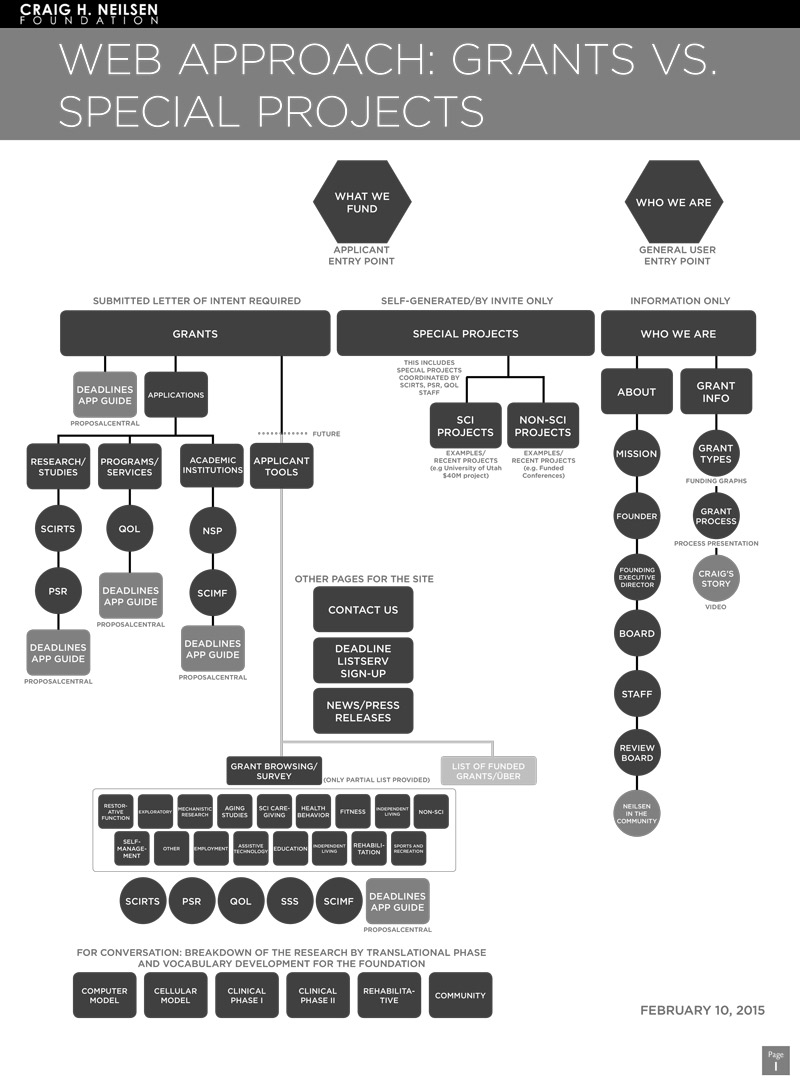 CRAIG H. NEILSEN
FOUNDATION
WEB APPROACH: GRANTS VS.
SPECIAL PROJECTS
WHAT WE
FUND
APPLICANT
ENTRY POINT
WHO WE ARE
GENERAL USER
ENTRY POINT
SUBMITTED LETTER OF INTENT REQUIRED
SELF-GENERATED/BY INVITE ONLY
INFORMATION ONLY
GRANTS
SPECIAL PROJECTS
WHO WE ARE
DEADLINES
APP GUIDE
PROPOSALCENTRAL
APPLICATIONS
THIS INCLUDES
SPECIAL PROJECTS
COORDINATED BY
SCIRTS, PSR, QOL
STAFF
ABOUT
GRANT
INFO
FUTURE
SCI
PROJECTS
EXAMPLES/
RECENT PROJECTS
(e.g University of Utah
$40M project)
NON-SCI
PROJECTS
EXAMPLES/
RECENT PROJECTS
(e.g. Funded
Conferences)
RESEARCH/
STUDIES
PROGRAMS/
SERVICES
ACADEMIC
INSTITUTIONS
APPLICANT
TOOLS
MISSION
GRANT
TYPES
FUNDING GRAPHS
SCIRTS
QOL
NSP
FOUNDER
GRANT
PROCESS
PROCESS PRESENTATION
PSR
DEADLINES
APP GUIDE
PROPOSALCENTRAL
SCIMF
FOUNDING
EXECUTIVE
DIRECTOR
CRAIG'S
STORY
VIDEO
DEADLINES
APP GUIDE
PROPOSALCENTRAL
DEADLINES
APP GUIDE
PROPOSALCENTRAL
OTHER PAGES FOR THE SITE
CONTACT US
DEADLINE
LISTSERV
SIGN-UP
NEWS/PRESS
RELEASES
BOARD
STAFF
REVIEW
BOARD
NEILSEN
IN THE
COMMUNITY
GRANT BROWSING/
SURVEY
(ONLY PARTIAL LIST PROVIDED)
LIST OF FUNDED
GRANTS/ÜBER
RESTOR-
ATIVE
FUNCTION
EXPLORATORY
MECHANISTIC
RESEARCH
AGING
STUDIES
SCI CARE-
GIVING
HEALTH
BEHAVIOR
FITNESS
INDEPENDENT
LIVING
NON-SCI
SELF-
MANAGE-
MENT
OTHER
EMPLOYMENT
ASSISTIVE
TECHNOLOGY
EDUCATION
INDEPENDENT
LIVING
REHABILI-
TATION
SPORTS AND
RECREATION
SCIRTS
PSR
QOL
SSS
SCIMF
DEADLINES
APP GUIDE
PROPOSALCENTRAL
FOR CONVERSATION: BREAKDOWN OF THE RESEARCH BY TRANSLATIONAL PHASE
AND VOCABULARY DEVELOPMENT FOR THE FOUNDATION
COMPUTER
MODEL
CELLULAR
MODEL
CLINICAL
PHASE I
CLINICAL
PHASE II
REHABILITA-
TIVE
COMMUNITY
FEBRUARY 10, 2015
Page
1